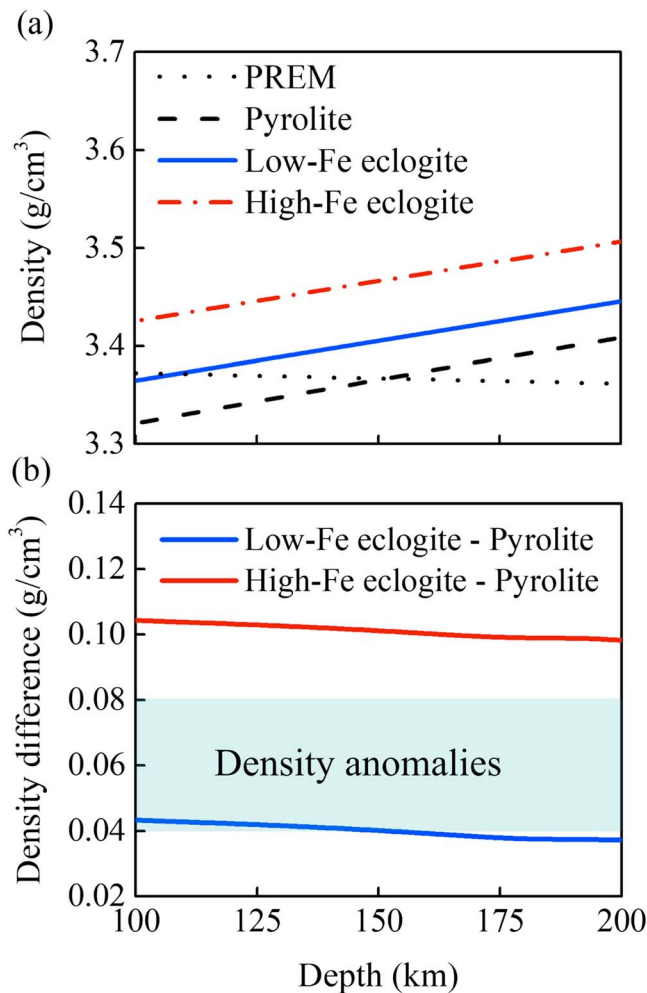 (a)
3.7
3.6
3.5
3.4
3.3
Density (g/cm³)
PREM
Pyrolite
Low-Fe eclogite
High-Fe eclogite
(b)
0.14
0.12
0.10
0.08
0.06
0.04
0.02
Density difference (g/cm³)
Low-Fe eclogite - Pyrolite
High-Fe eclogite - Pyrolite
Density anomalies
100 125 150 175 200
Depth (km)